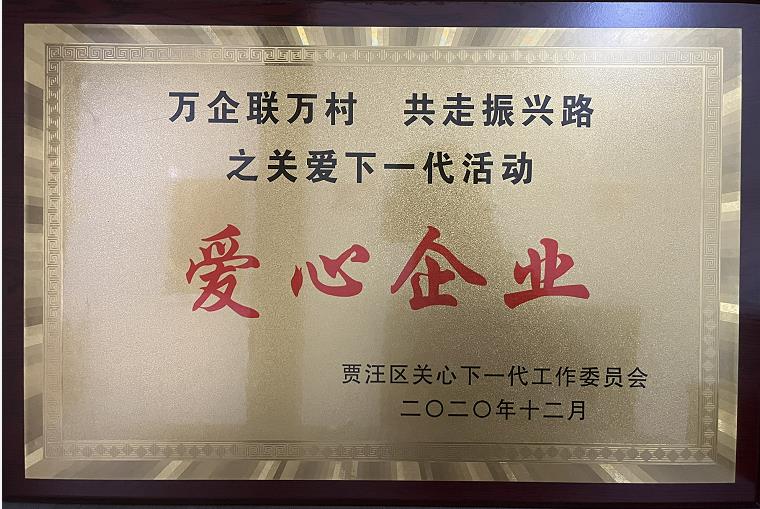 万企联万村 共走振兴路
之关爱下一代活动
爱心企业
贾汪区关心下一代工作委员会
二〇二〇年十二月